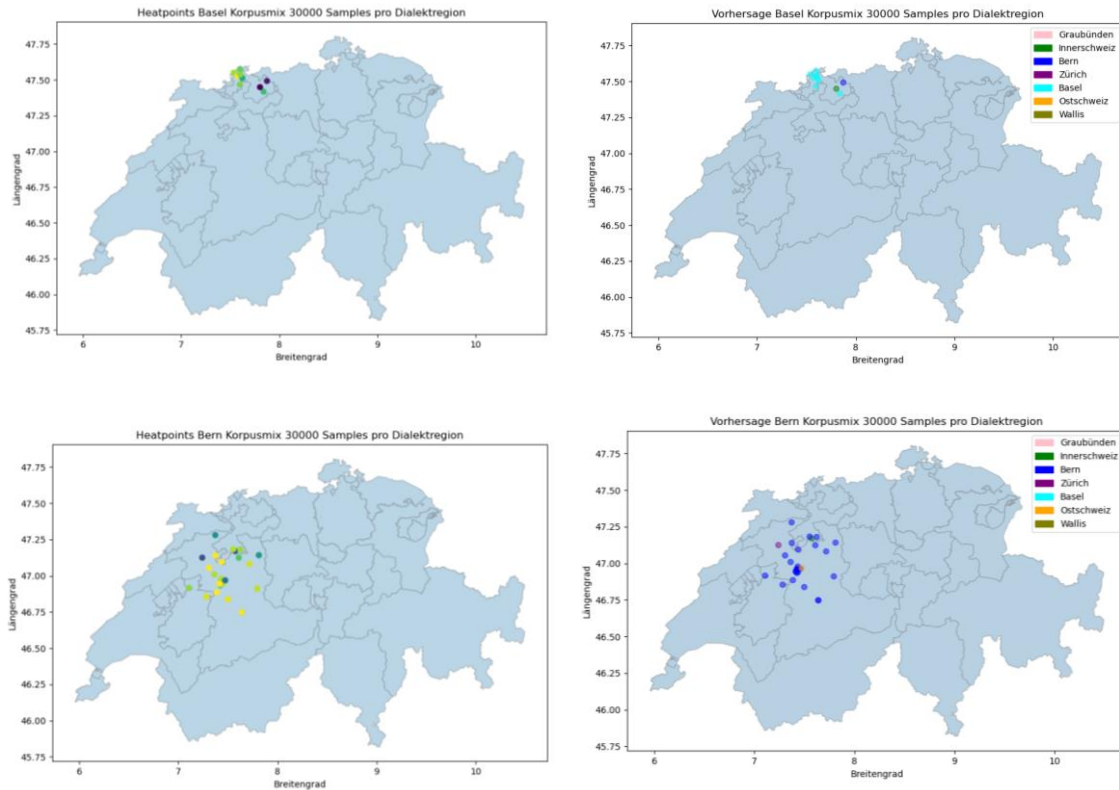 Heatpoints Basel Korpusmix 30000 Samples pro Dialektregion
47.75
47.50
47.25
47.00
46.75
46.50
46.25
46.00
45.75
Längengrad
6
7
8
9
10
Breitengrad
Vorhersage Basel Korpusmix 30000 Samples pro Dialektregion
47.75
47.50
47.25
47.00
46.75
46.50
46.25
46.00
45.75
Längengrad
6
7
8
9
10
Breitengrad
Graubünden
Innerschweiz
Bern
Zürich
Basel
Ostschweiz
Wallis
Heatpoints Bern Korpusmix 30000 Samples pro Dialektregion
47.75
47.50
47.25
47.00
46.75
46.50
46.25
46.00
45.75
Längengrad
6
7
8
9
10
Breitengrad
Vorhersage Bern Korpusmix 30000 Samples pro Dialektregion
47.75
47.50
47.25
47.00
46.75
46.50
46.25
46.00
45.75
Längengrad
6
7
8
9
10
Breitengrad
Graubünden
Innerschweiz
Bern
Zürich
Basel
Ostschweiz
Wallis